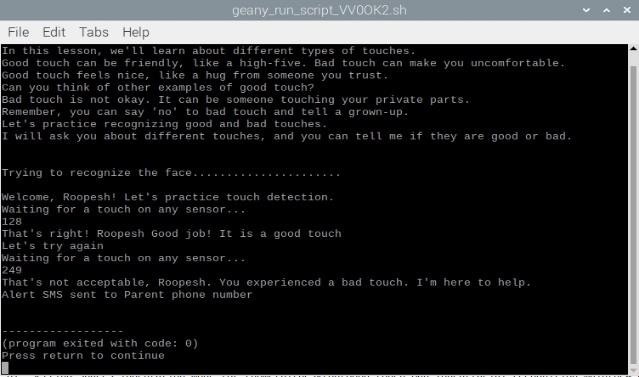 geany_run_script_VV0OK2.sh
File Edit Tabs Help
In this lesson, we'll learn about different types of touches.
Good touch can be friendly, like a high-five. Bad touch can make you uncomfortable.
Good touch feels nice, like a hug from someone you trust.
Can you think of other examples of good touch?
Bad touch is not okay. It can be someone touching your private parts.
Remember, you can say 'no' to bad touch and tell a grown-up.
Let's practice recognizing good and bad touches.
I will ask you about different touches, and you can tell me if they are good or bad.
Trying to recognize the face......................
Welcome, Roopesh! Let's practice touch detection.
Waiting for a touch on any sensor...
128
That's right! Roopesh Good job! It is a good touch
Let's try again
Waiting for a touch on any sensor...
249
That's not acceptable, Roopesh. You experienced a bad touch. I'm here to help.
Alert SMS sent to Parent phone number
------------------
(program exited with code: 0)
Press return to continue